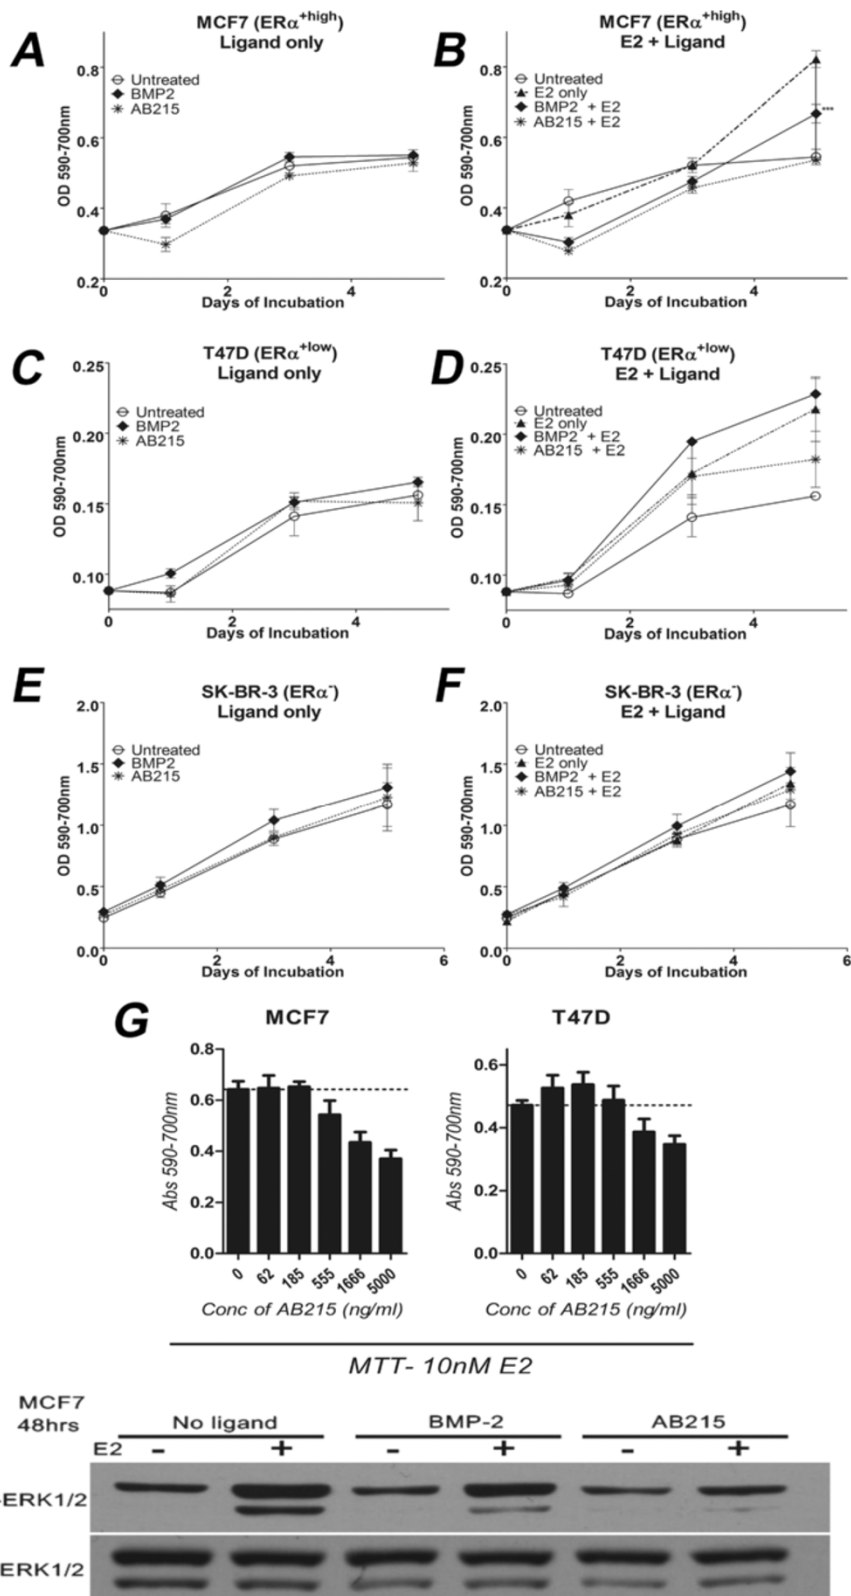 A
MCF7 (ERα+high)
Ligand only
OD 590-700nm
0.8
0.6
0.4
0.2
Untreated
BMP2
AB215
0 2 4
Days of Incubation
B
MCF7 (ERα+high)
E2 + Ligand
OD 590-700nm
0.8
0.6
0.4
0.2
Untreated
E2 only
BMP2 + E2
AB215 + E2
***
0 2 4
Days of Incubation
C
T47D (ERα+low)
Ligand only
OD 590-700nm
0.25
0.20
0.15
0.10
Untreated
BMP2
AB215
0 2 4
Days of Incubation
D
T47D (ERα+low)
E2 + Ligand
OD 590-700nm
0.25
0.20
0.15
0.10
Untreated
E2 only
BMP2 + E2
AB215 + E2
0 2 4
Days of Incubation
E
SK-BR-3 (ERα-)
Ligand only
OD 590-700nm
2.0
1.5
1.0
0.5
0.0
Untreated
BMP2
AB215
0 2 4 6
Days of Incubation
F
SK-BR-3 (ERα-)
E2 + Ligand
OD 590-700nm
2.0
1.5
1.0
0.5
0.0
Untreated
E2 only
BMP2 + E2
AB215 + E2
0 2 4 6
Days of Incubation
G
MCF7
Abs 590-700nm
0.8
0.6
0.4
0.2
0.0
0 62 185 555 1666 5000
Conc of AB215 (ng/ml)
T47D
Abs 590-700nm
0.6
0.4
0.2
0.0
0 62 185 555 1666 5000
Conc of AB215 (ng/ml)
MTT- 10nM E2
MCF7
48hrs
No ligand BMP-2 AB215
E2 - + - + - +
-ERK1/2
ERK1/2